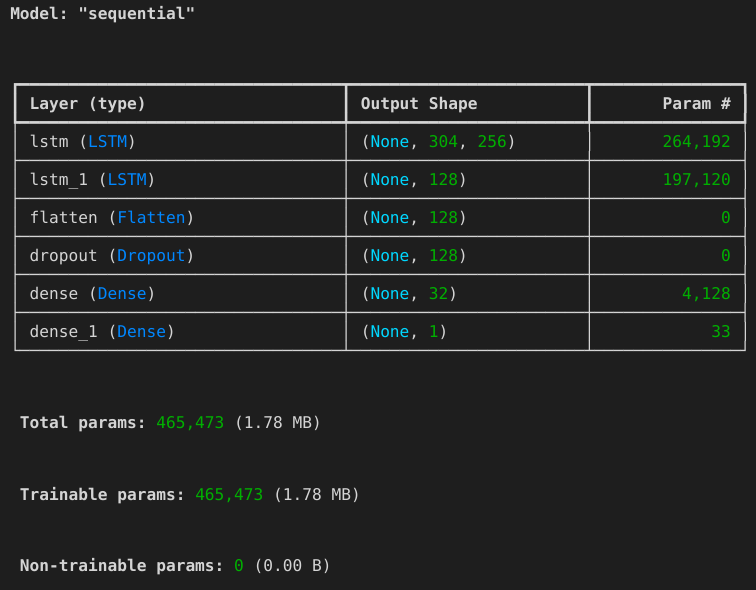 Model: "sequential"
Layer (type) Output Shape Param #
lstm (LSTM) (None, 304, 256) 264,192
lstm_1 (LSTM) (None, 128) 197,120
flatten (Flatten) (None, 128) 0
dropout (Dropout) (None, 128) 0
dense (Dense) (None, 32) 4,128
dense_1 (Dense) (None, 1) 33
Total params: 465,473 (1.78 MB)
Trainable params: 465,473 (1.78 MB)
Non-trainable params: 0 (0.00 B)